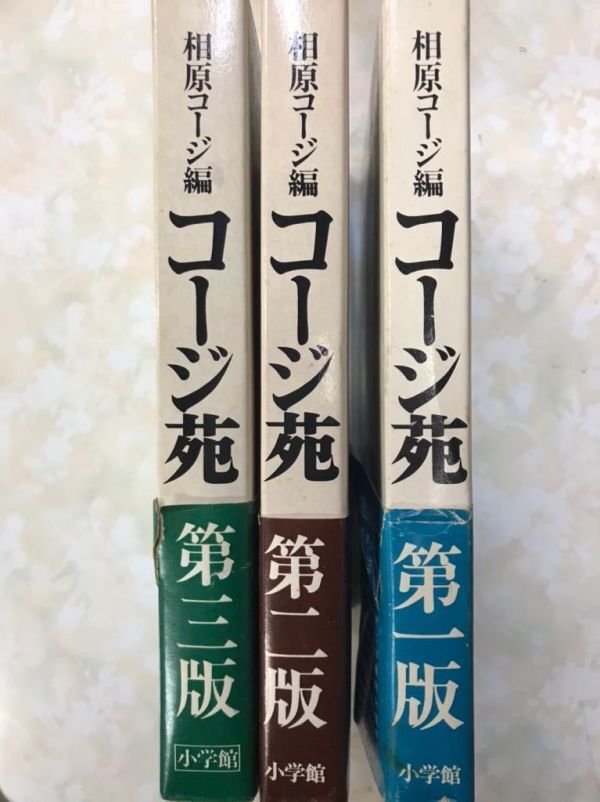 相原コージ編
コージ苑
第一版
小学館
相原コージ編
コージ苑
第二版
小学館
相原コージ編
コージ苑
第三版
小学館